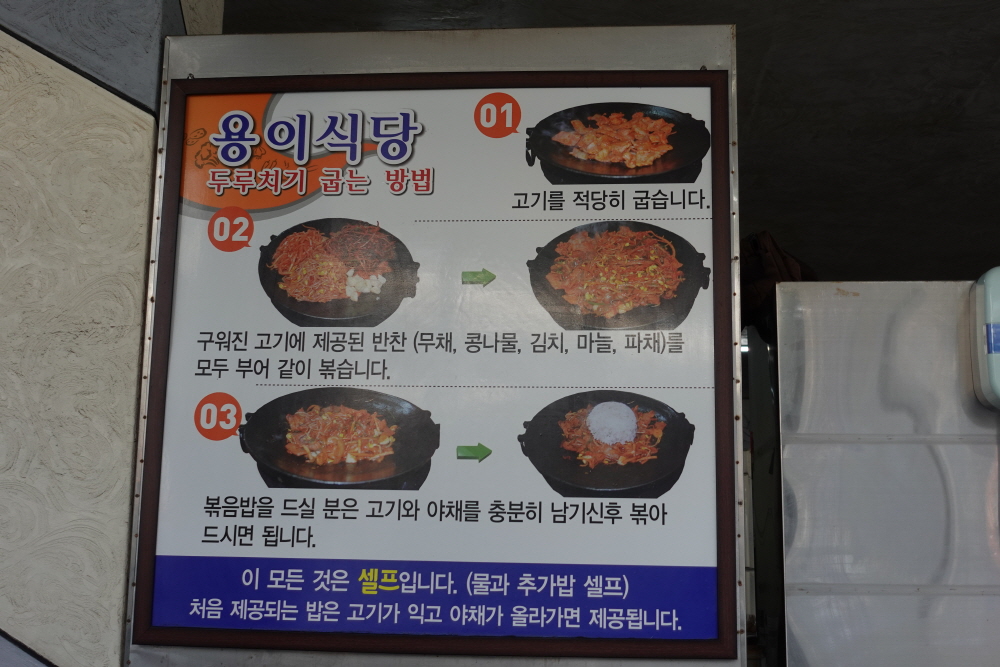 용이식당
두루치기 굽는 방법
01
고기를 적당히 굽습니다.
02
구워진 고기에 제공된 반찬 (무채, 콩나물, 김치, 마늘, 파채)를
모두 부어 같이 볶습니다.
03
볶음밥을 드실 분은 고기와 야채를 충분히 남기신후 볶아
드시면 됩니다.
이 모든 것은 셀프입니다. (물과 추가밥 셀프)
처음 제공되는 밥은 고기가 익고 야채가 올라가면 제공됩니다.